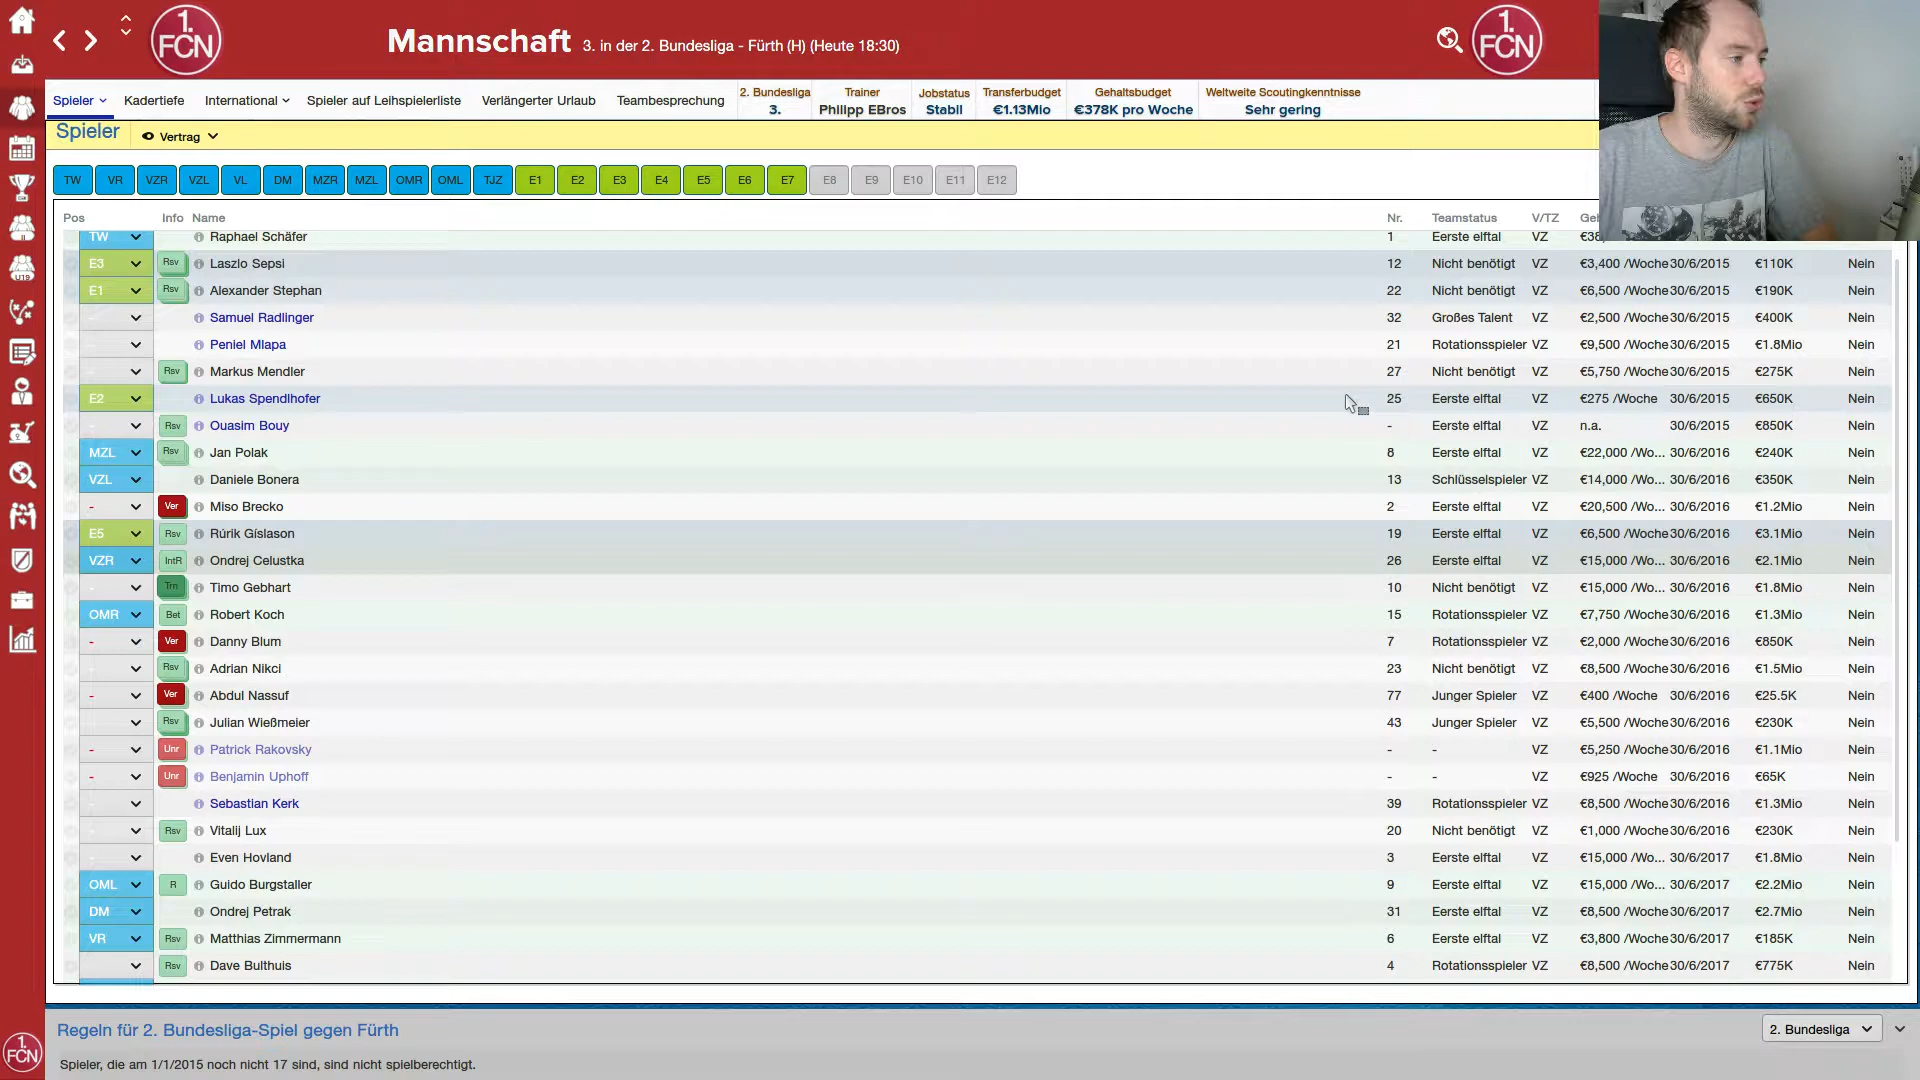 1. FCN
Mannschaft 3. in der 2. Bundesliga - Fürth (H) (Heute 18:30)
1. FCN
Spieler Kadertiefe International Spieler auf Leihspielerliste Verlängerter Urlaub Teambesprechung
2. Bundesliga Trainer Jobstatus Transferbudget Gehaltsbudget Weltweite Scoutingkenntnisse
3. Philipp EBros Stabil €1.13Mio €378K pro Woche Sehr gering
Spieler Vertrag
TW VR VZR VZL VL DM MZR MZL OMR OML TJZ E1 E2 E3 E4 E5 E6 E7 E8 E9 E10 E11 E12
Pos Info Name Nr. Teamstatus V/TZ
TW Raphael Schäfer 1 Eerste elftal VZ
E3 Rsv Laszlo Sepsi 12 Nicht benötigt VZ €3,400 /Woche 30/6/2015 €110K Nein
E1 Rsv Alexander Stephan 22 Nicht benötigt VZ €6,500 /Woche 30/6/2015 €190K Nein
Samuel Radlinger 32 Großes Talent VZ €2,500 /Woche 30/6/2015 €400K Nein
Peniel Mlapa 21 Rotationsspieler VZ €9,500 /Woche 30/6/2015 €1.8Mio Nein
Rsv Markus Mendler 27 Nicht benötigt VZ €5,750 /Woche 30/6/2015 €275K Nein
E2 Lukas Spendlhofer 25 Eerste elftal VZ €275 /Woche 30/6/2015 €650K Nein
Rsv Ouasim Bouy - Eerste elftal VZ n.a. 30/6/2015 €850K Nein
MZL Rsv Jan Polak 8 Eerste elftal VZ €22,000 /Wo... 30/6/2016 €240K Nein
VZL Daniele Bonera 13 Schlüsselspieler VZ €14,000 /Wo... 30/6/2016 €350K Nein
- Ver Miso Brecko 2 Eerste elftal VZ €20,500 /Wo... 30/6/2016 €1.2Mio Nein
E5 Rsv Rúrik Gíslason 19 Eerste elftal VZ €6,500 /Woche 30/6/2016 €3.1Mio Nein
VZR IntR Ondrej Celustka 26 Eerste elftal VZ €15,000 /Wo... 30/6/2016 €2.1Mio Nein
Trn Timo Gebhart 10 Nicht benötigt VZ €15,000 /Wo... 30/6/2016 €1.8Mio Nein
OMR Bet Robert Koch 15 Rotationsspieler VZ €7,750 /Woche 30/6/2016 €1.3Mio Nein
- Ver Danny Blum 7 Rotationsspieler VZ €2,000 /Woche 30/6/2016 €850K Nein
Rsv Adrian Nikci 23 Nicht benötigt VZ €8,500 /Woche 30/6/2016 €1.5Mio Nein
- Ver Abdul Nassuf 77 Junger Spieler VZ €400 /Woche 30/6/2016 €25.5K Nein
Rsv Julian Wießmeier 43 Junger Spieler VZ €5,500 /Woche 30/6/2016 €230K Nein
- Unr Patrick Rakovsky - - VZ €5,250 /Woche 30/6/2016 €1.1Mio Nein
- Unr Benjamin Uphoff - - VZ €925 /Woche 30/6/2016 €65K Nein
Sebastian Kerk 39 Rotationsspieler VZ €8,500 /Woche 30/6/2016 €1.3Mio Nein
Rsv Vitalij Lux 20 Nicht benötigt VZ €1,000 /Woche 30/6/2016 €230K Nein
Even Hovland 3 Eerste elftal VZ €15,000 /Wo... 30/6/2017 €1.8Mio Nein
OML R Guido Burgstaller 9 Eerste elftal VZ €15,000 /Wo... 30/6/2017 €2.2Mio Nein
DM Ondrej Petrak 31 Eerste elftal VZ €8,500 /Woche 30/6/2017 €2.7Mio Nein
VR Rsv Matthias Zimmermann 6 Eerste elftal VZ €3,800 /Woche 30/6/2017 €185K Nein
Rsv Dave Bulthuis 4 Rotationsspieler VZ €8,500 /Woche 30/6/2017 €775K Nein
Regeln für 2. Bundesliga-Spiel gegen Fürth 2. Bundesliga
1. FCN
Spieler, die am 1/1/2015 noch nicht 17 sind, sind nicht spielberechtigt.